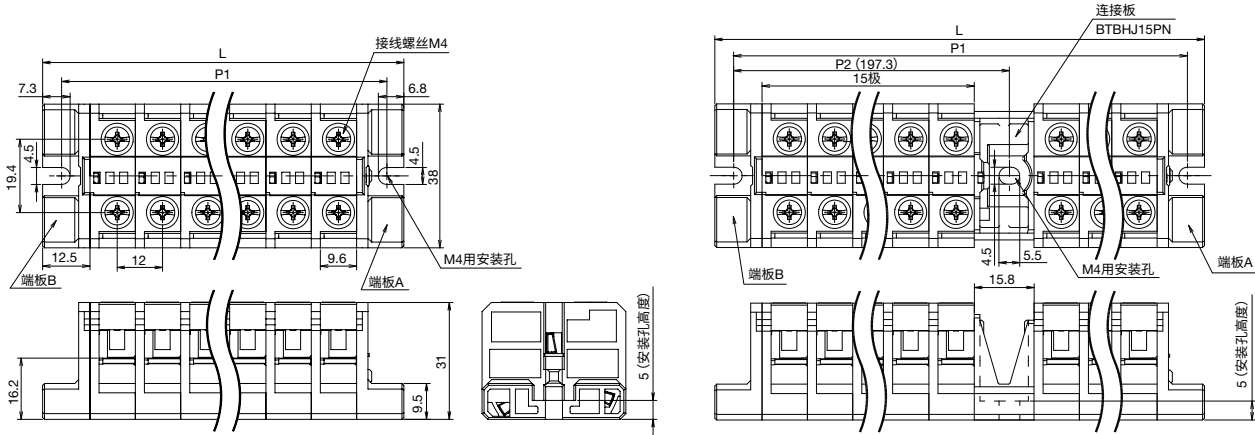 L
P1
接线螺丝M4
7.3
6.8
4.5
19.4
4.5
38
12.5
12
9.6
M4用安装孔
端板B
端板A
16.2
9.5
31
5 (安装孔高度)
连接板
BTBHJ15PN
L
P1
P2 (197.3)
15极
4.5
5.5
端板B
M4用安装孔
端板A
15.8
5 (安装孔高度)